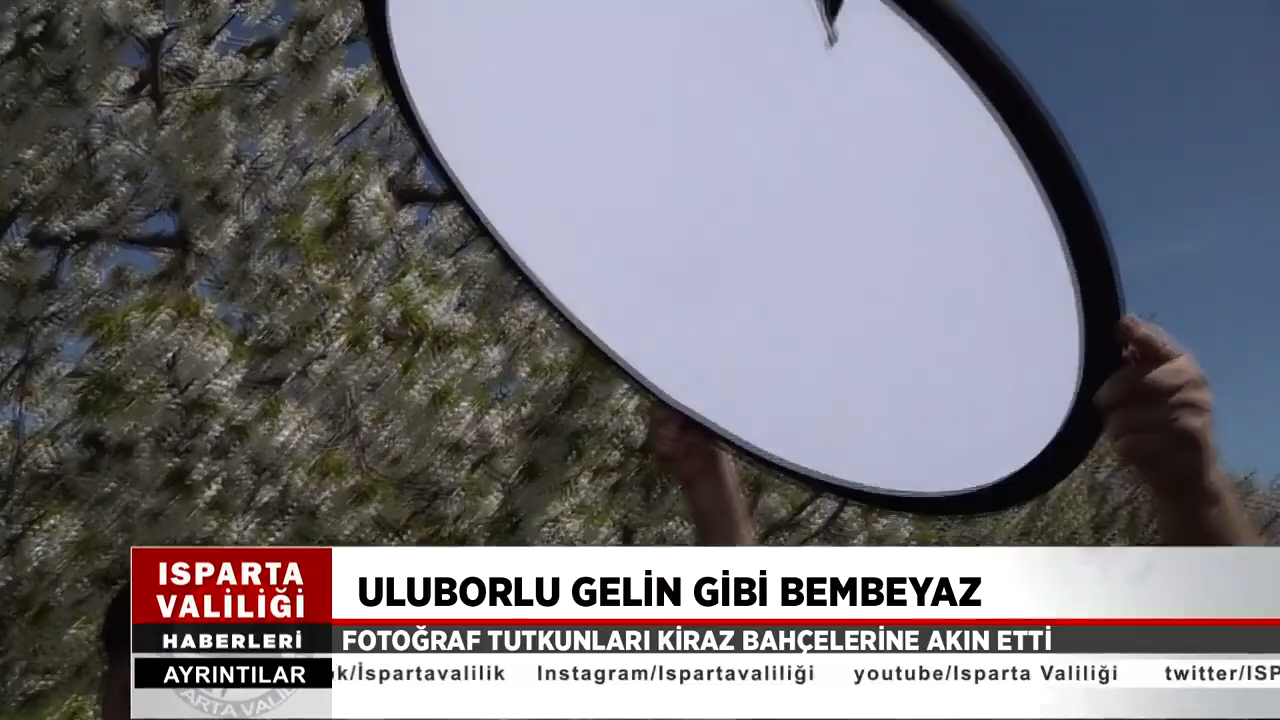 ISPARTA
VALİLİĞİ
HABERLERİ
AYRINTILAR
ULUBORLU GELİN GİBİ BEMBEYAZ
FOTOĞRAF TUTKUNLARI KİRAZ BAHÇELERİNE AKIN ETTİ
/İspartavalilik Instagram/Ispartavaliliği youtube/Isparta Valiliği twitter/ISP